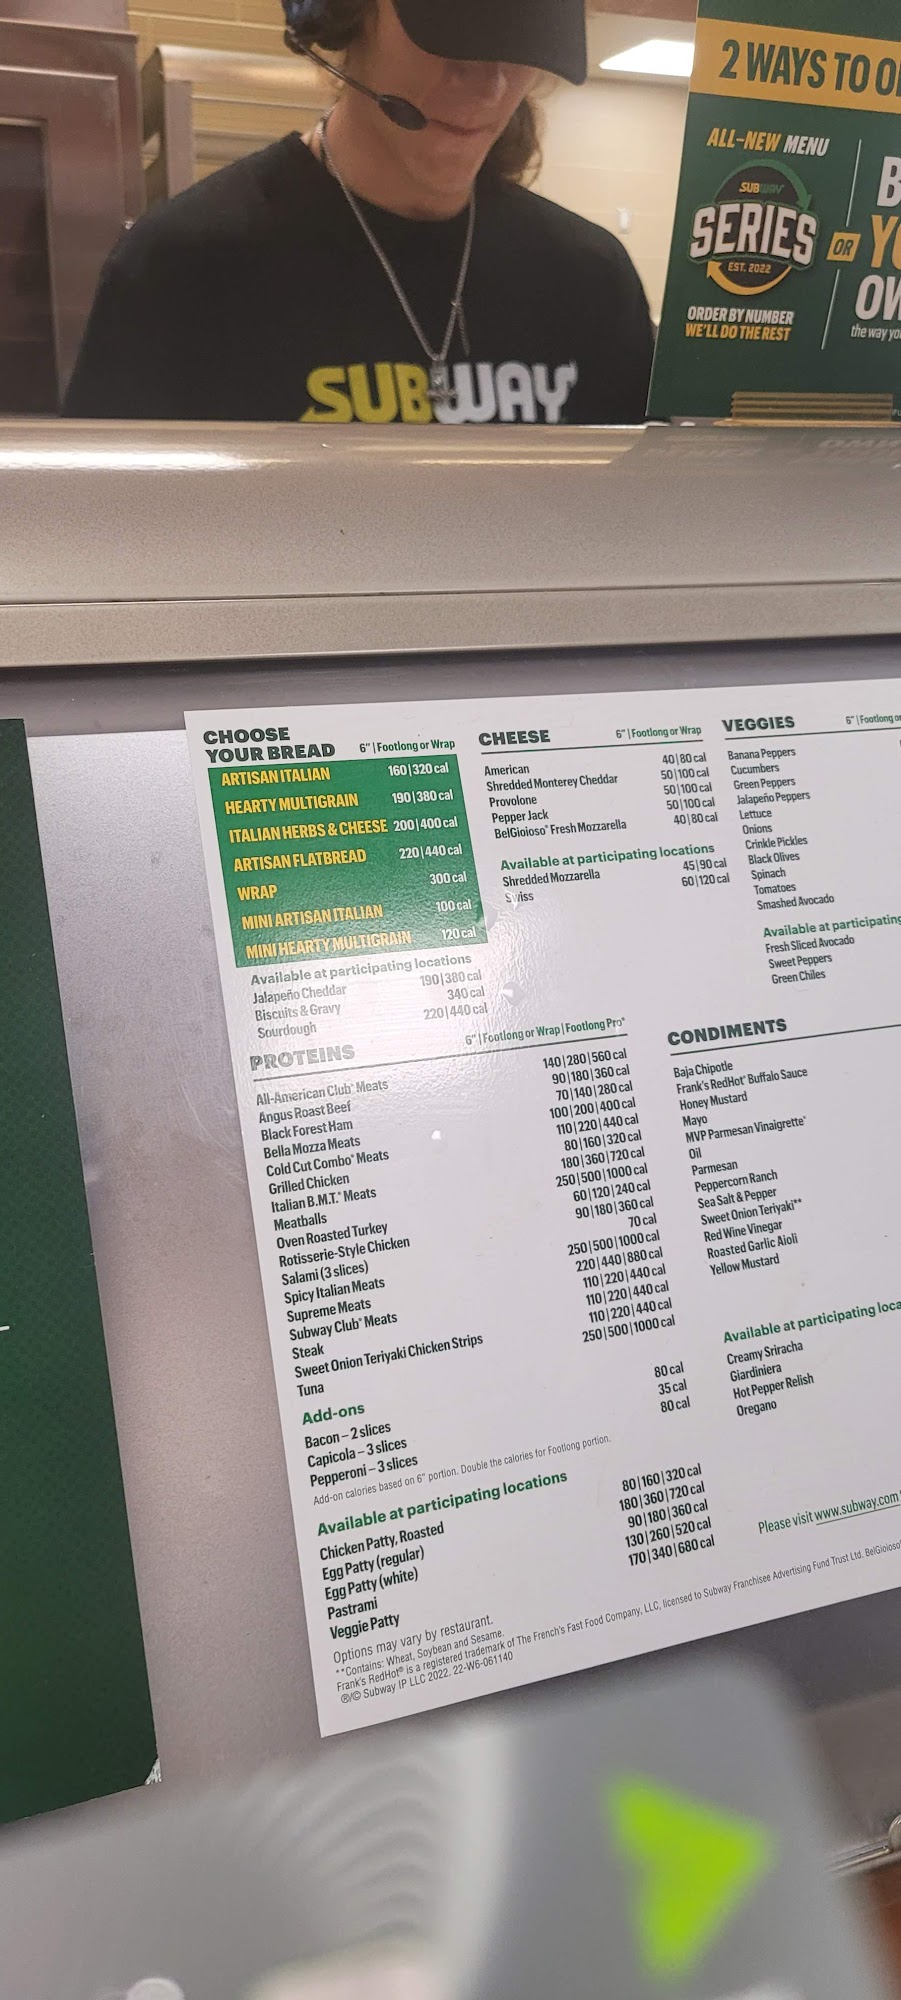 2 WAYS TO O
ALL-NEW MENU
SUBWAY
SERIES
EST. 2022
ORDER BY NUMBER
WE'LL DO THE REST
OR
B
YO
OW
the way yo
SUBWAY
CHOOSE
YOUR BREAD 6" | Footlong or Wrap
ARTISAN ITALIAN 160|320 cal
HEARTY MULTIGRAIN 190|380 cal
ITALIAN HERBS & CHEESE 200|400 cal
ARTISAN FLATBREAD 220|440 cal
WRAP 300 cal
MINI ARTISAN ITALIAN 100 cal
MINI HEARTY MULTIGRAIN 120 cal
Available at participating locations
Jalapeño Cheddar 190|380 cal
Biscuits & Gravy 340 cal
Sourdough 220|440 cal
CHEESE 6" | Footlong or Wrap
American 40|80 cal
Shredded Monterey Cheddar 50|100 cal
Provolone 50|100 cal
Pepper Jack 50|100 cal
BelGioioso® Fresh Mozzarella 40|80 cal
Available at participating locations
Shredded Mozzarella 45|90 cal
Swiss 60|120 cal
VEGGIES 6" | Footlong or
Banana Peppers
Cucumbers
Green Peppers
Jalapeño Peppers
Lettuce
Onions
Crinkle Pickles
Black Olives
Spinach
Tomatoes
Smashed Avocado
Available at participating
Fresh Sliced Avocado
Sweet Peppers
Green Chiles
PROTEINS 6" | Footlong or Wrap | Footlong Pro®
All-American Club® Meats 140|280|560 cal
Angus Roast Beef 90|180|360 cal
Black Forest Ham 70|140|280 cal
Bella Mozza Meats 100|200|400 cal
Cold Cut Combo® Meats 110|220|440 cal
Grilled Chicken 80|160|320 cal
Italian B.M.T.® Meats 180|360|720 cal
Meatballs 250|500|1000 cal
Oven Roasted Turkey 60|120|240 cal
Rotisserie-Style Chicken 90|180|360 cal
Salami (3 slices) 70 cal
Spicy Italian Meats 250|500|1000 cal
Supreme Meats 220|440|880 cal
Subway Club® Meats 110|220|440 cal
Steak 110|220|440 cal
Sweet Onion Teriyaki Chicken Strips 110|220|440 cal
Tuna 250|500|1000 cal
Add-ons
Bacon – 2 slices 80 cal
Capicola – 3 slices 35 cal
Pepperoni – 3 slices 80 cal
Add-on calories based on 6" portion. Double the calories for Footlong portion.
Available at participating locations
Chicken Patty, Roasted 80|160|320 cal
Egg Patty (regular) 180|360|720 cal
Egg Patty (white) 90|180|360 cal
Pastrami 130|260|520 cal
Veggie Patty 170|340|680 cal
CONDIMENTS
Baja Chipotle
Frank's RedHot® Buffalo Sauce
Honey Mustard
Mayo
MVP Parmesan Vinaigrette®
Oil
Parmesan
Peppercorn Ranch
Sea Salt & Pepper
Sweet Onion Teriyaki**
Red Wine Vinegar
Roasted Garlic Aioli
Yellow Mustard
Available at participating loca
Creamy Sriracha
Giardiniera
Hot Pepper Relish
Oregano
Please visit www.subway.com
Options may vary by restaurant.
**Contains: Wheat, Soybean and Sesame.
Frank's RedHot® is a registered trademark of The French's Fast Food Company, LLC, licensed to Subway Franchisee Advertising Fund Trust Ltd. BelGioioso®
®/© Subway IP LLC 2022. 22-W6-061140